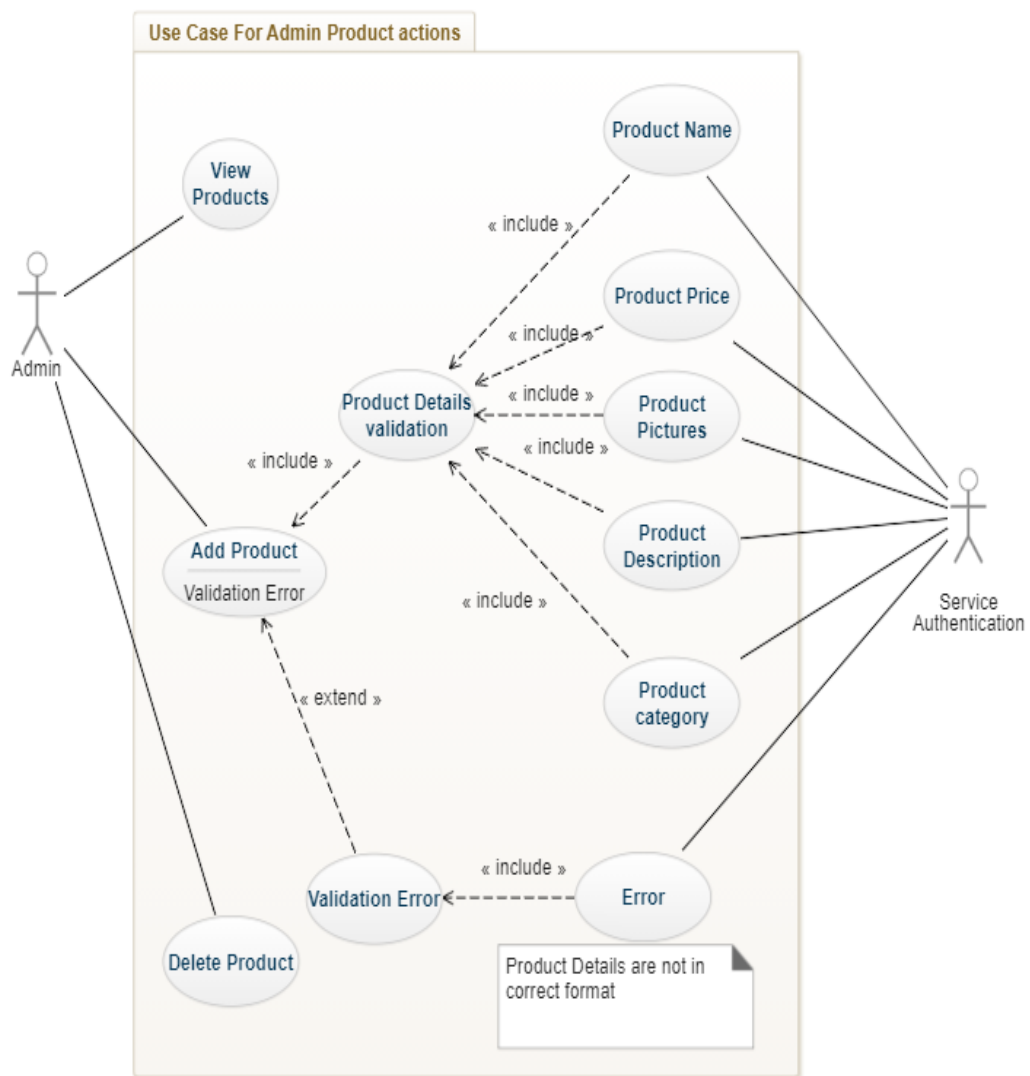 Use Case For Admin Product actions
Product Name
View
Products
« include »
Product Price
« include »
Admin
Product Details
validation
« include »
Product
Pictures
« include »
« include »
Add Product
Validation Error
Product
Description
« include »
Service
Authentication
« extend »
Product
category
« include »
Validation Error
Error
Delete Product
Product Details are not in
correct format